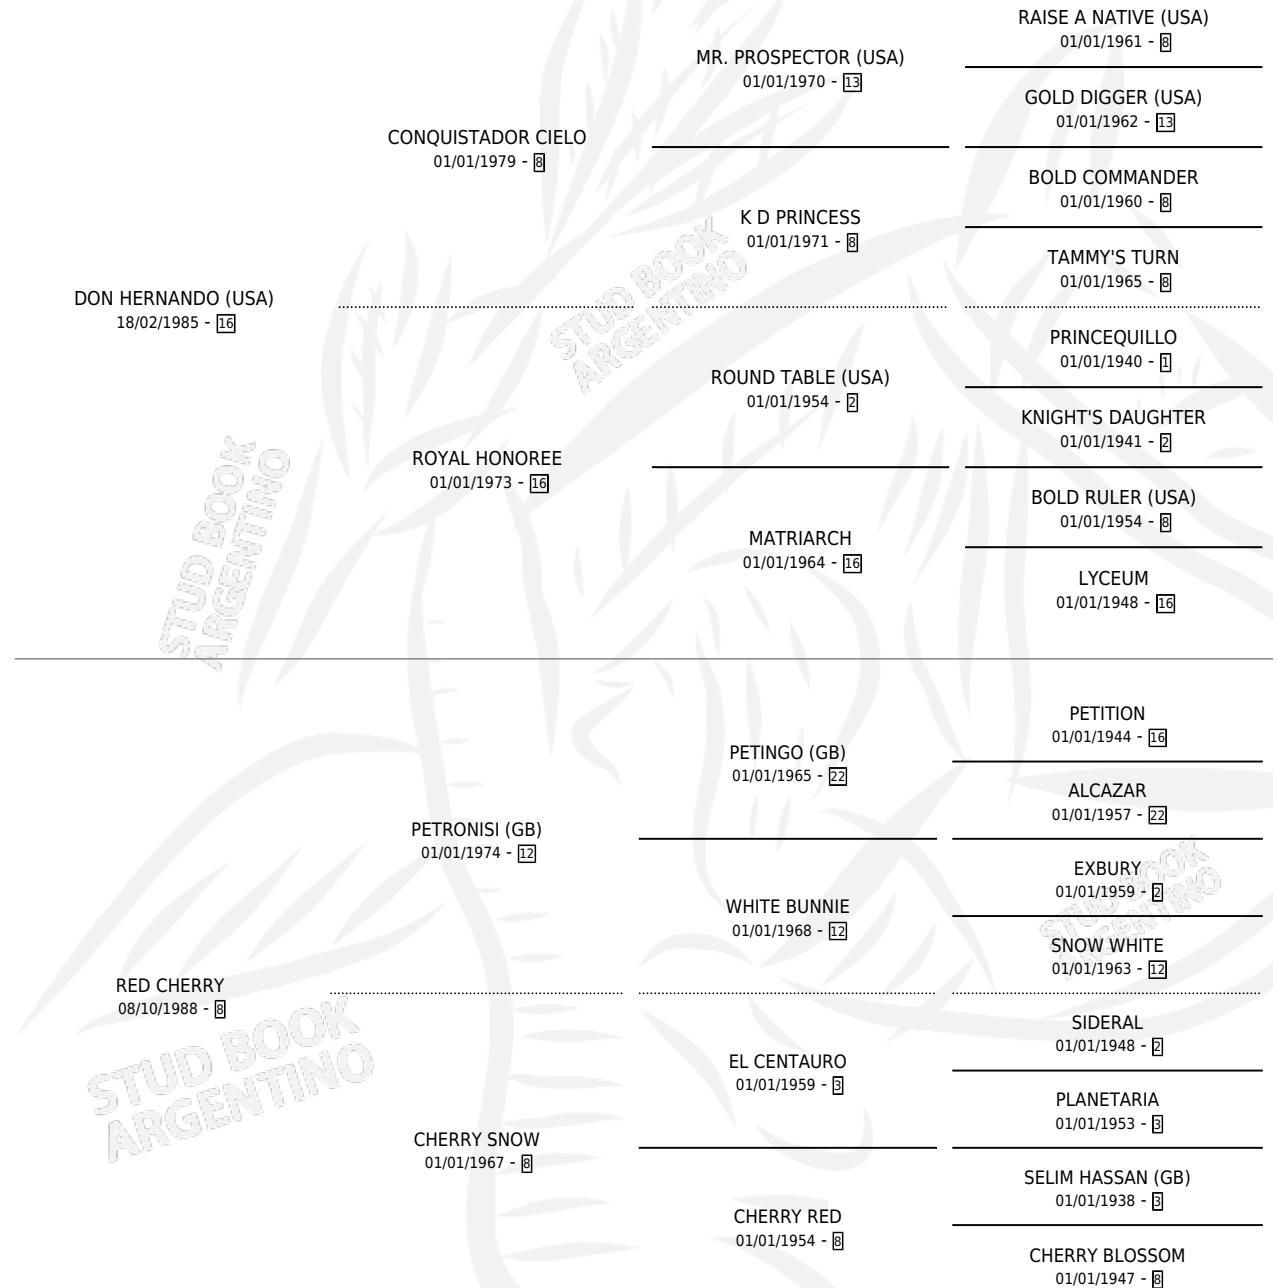 RAISE A NATIVE (USA)
01/01/1961 - 8
MR. PROSPECTOR (USA)
01/01/1970 - 13
GOLD DIGGER (USA)
01/01/1962 - 13
CONQUISTADOR CIELO
01/01/1979 - 8
BOLD COMMANDER
01/01/1960 - 8
K D PRINCESS
01/01/1971 - 8
TAMMY'S TURN
01/01/1965 - 8
DON HERNANDO (USA)
18/02/1985 - 16
PRINCEQUILLO
01/01/1940 - 1
ROUND TABLE (USA)
01/01/1954 - 2
KNIGHT'S DAUGHTER
01/01/1941 - 2
ROYAL HONOREE
01/01/1973 - 16
BOLD RULER (USA)
01/01/1954 - 8
MATRIARCH
01/01/1964 - 16
LYCEUM
01/01/1948 - 16
PETITION
01/01/1944 - 16
PETINGO (GB)
01/01/1965 - 22
ALCAZAR
01/01/1957 - 22
PETRONISI (GB)
01/01/1974 - 12
EXBURY
01/01/1959 - 2
WHITE BUNNIE
01/01/1968 - 12
SNOW WHITE
01/01/1963 - 12
RED CHERRY
08/10/1988 - 8
SIDERAL
01/01/1948 - 2
EL CENTAURO
01/01/1959 - 3
PLANETARIA
01/01/1953 - 3
CHERRY SNOW
01/01/1967 - 8
SELIM HASSAN (GB)
01/01/1938 - 3
CHERRY RED
01/01/1954 - 8
CHERRY BLOSSOM
01/01/1947 - 8
STUD BOOK
ARGENTINO
STUD BOOK
ARGENTINO
STUD BOOK
ARGENTINO
STUD BOOK
ARGENTINO